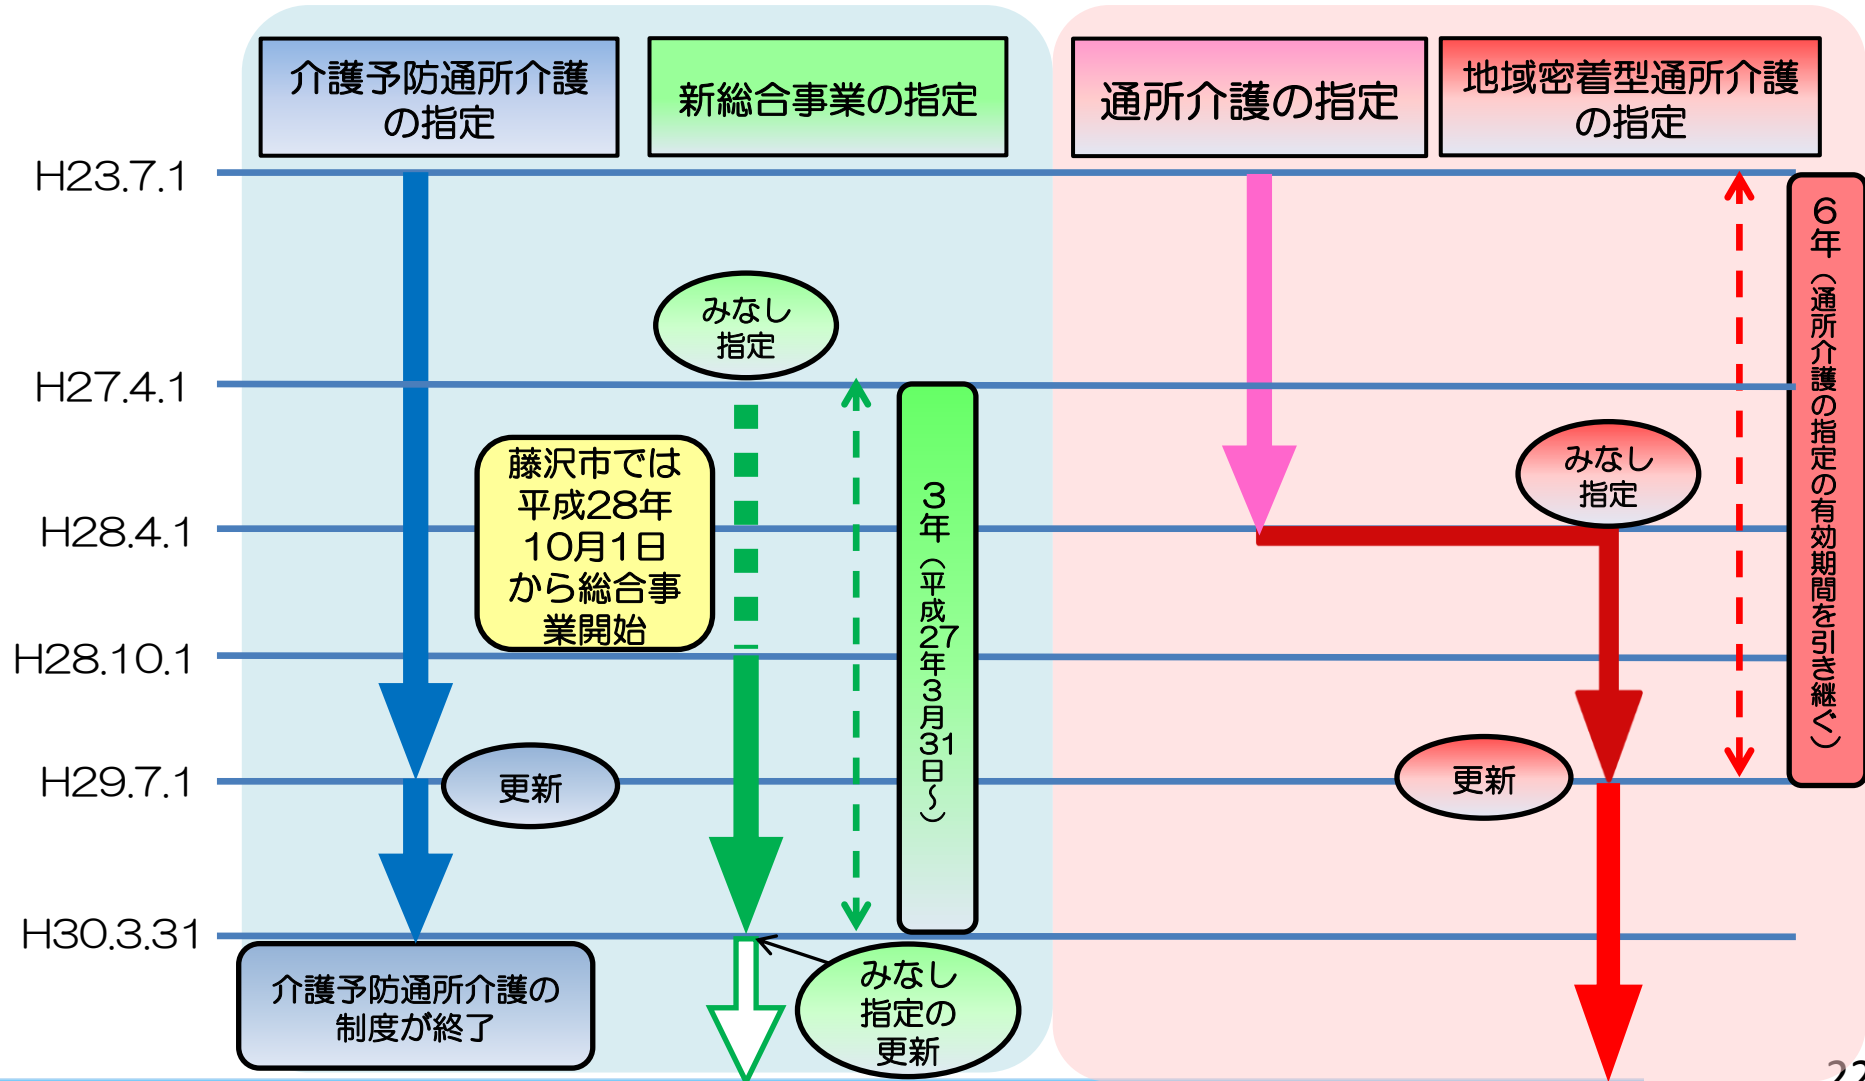 介護予防通所介護
の指定
新総合事業の指定
通所介護の指定
地域密着型通所介護
の指定
H23.7.1
H27.4.1
H28.4.1
H28.10.1
H29.7.1
H30.3.31
みなし
指定
藤沢市では
平成28年
10月1日
から総合事
業開始
3年（平成27年3月31日～）
みなし
指定
6年（通所介護の指定の有効期間を引き継ぐ）
更新
更新
介護予防通所介護の
制度が終了
みなし
指定の
更新
22